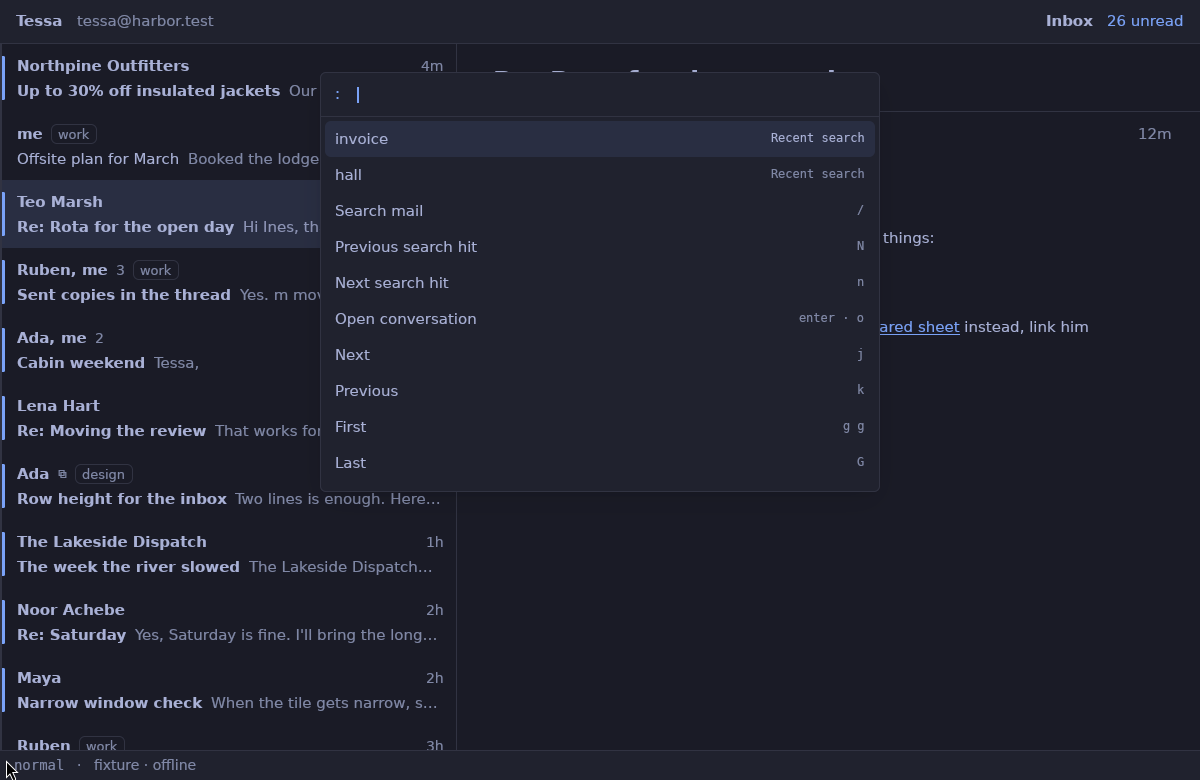 Tessa tessa@harbor.test Inbox 26 unread
Northpine Outfitters 4m
Up to 30% off insulated jackets Our
me work
Offsite plan for March Booked the lodge
Teo Marsh
Re: Rota for the open day Hi Ines, th
Ruben, me 3 work
Sent copies in the thread Yes. m mov
Ada, me 2
Cabin weekend Tessa,
Lena Hart
Re: Moving the review That works for
Ada design
Row height for the inbox Two lines is enough. Here…
The Lakeside Dispatch 1h
The week the river slowed The Lakeside Dispatch…
Noor Achebe 2h
Re: Saturday Yes, Saturday is fine. I'll bring the long…
Maya 2h
Narrow window check When the tile gets narrow, s…
Ruben work 3h
:
invoice Recent search
hall Recent search
Search mail /
Previous search hit N
Next search hit n
Open conversation enter · o
Next j
Previous k
First g g
Last G
12m
things:
ared sheet instead, link him
normal · fixture · offline